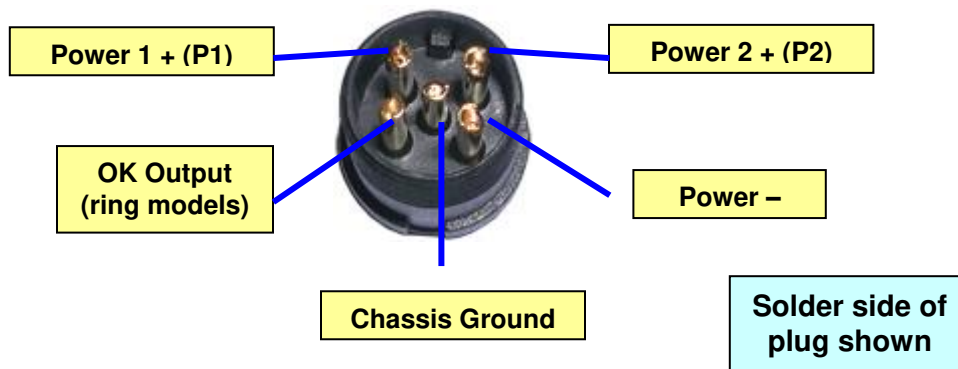 Power 1 + (P1)
Power 2 + (P2)
OK Output
(ring models)
Power –
Chassis Ground
Solder side of
plug shown